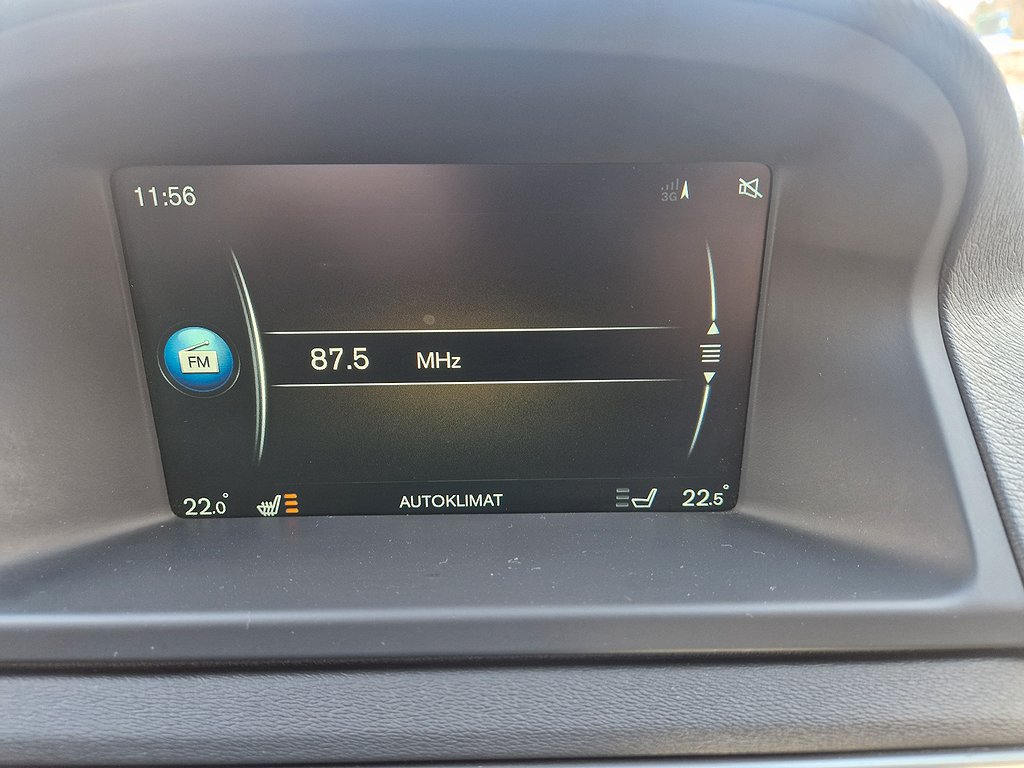 11:56
3G
FM
87.5 MHz
22.0° AUTOKLIMAT 22.5°